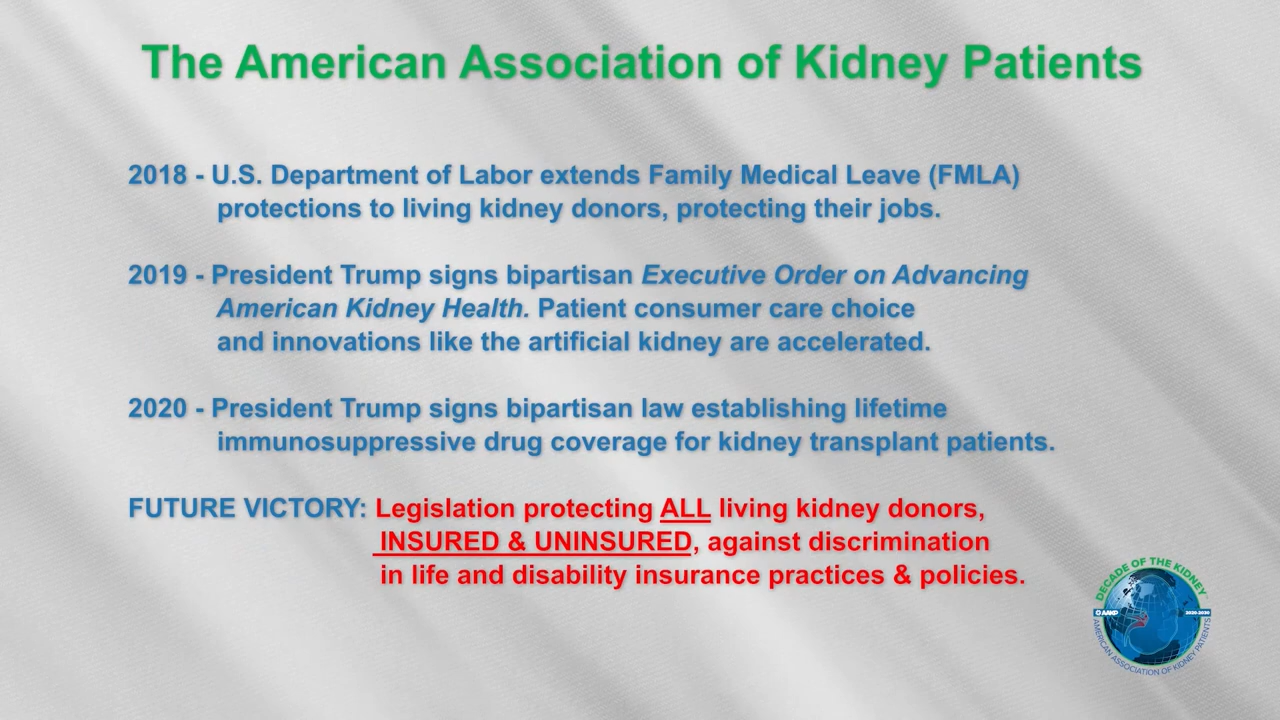 The American Association of Kidney Patients
2018 - U.S. Department of Labor extends Family Medical Leave (FMLA)
protections to living kidney donors, protecting their jobs.
2019 - President Trump signs bipartisan Executive Order on Advancing
American Kidney Health. Patient consumer care choice
and innovations like the artificial kidney are accelerated.
2020 - President Trump signs bipartisan law establishing lifetime
immunosuppressive drug coverage for kidney transplant patients.
FUTURE VICTORY: Legislation protecting ALL living kidney donors,
INSURED & UNINSURED, against discrimination
in life and disability insurance practices & policies.
DECADE OF THE KIDNEY™
AAKP 2020-2030
AMERICAN ASSOCIATION OF KIDNEY PATIENTS